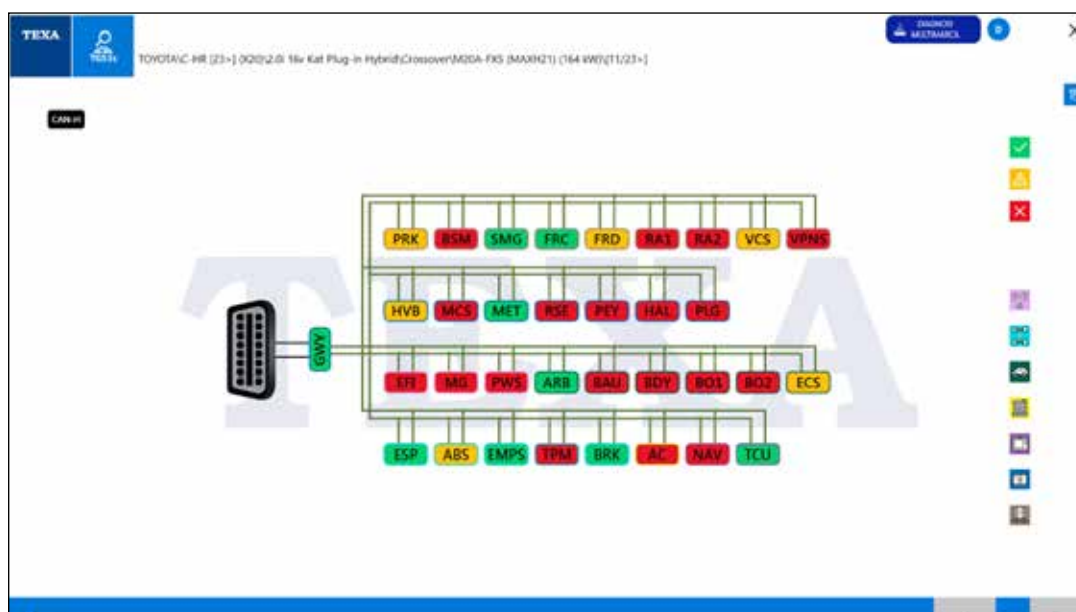 TEXA
TOYOTA\C-HR [23>] (X20)\2.0i 16v Kat Plug-in Hybrid\Crossover\M20A-FXS (MAXH21) (164 kW)\[11/23>]
CAN-H
PRK BSM SMG FRC FRD RA1 RA2 VCS VPNS
HVB MCS MET RSE PEY HAL PLG
GWY
EFI MG PWS ARB BAU BDY BO1 BO2 ECS
ESP ABS EMPS TPM BRK AC NAV TCU
TEXA